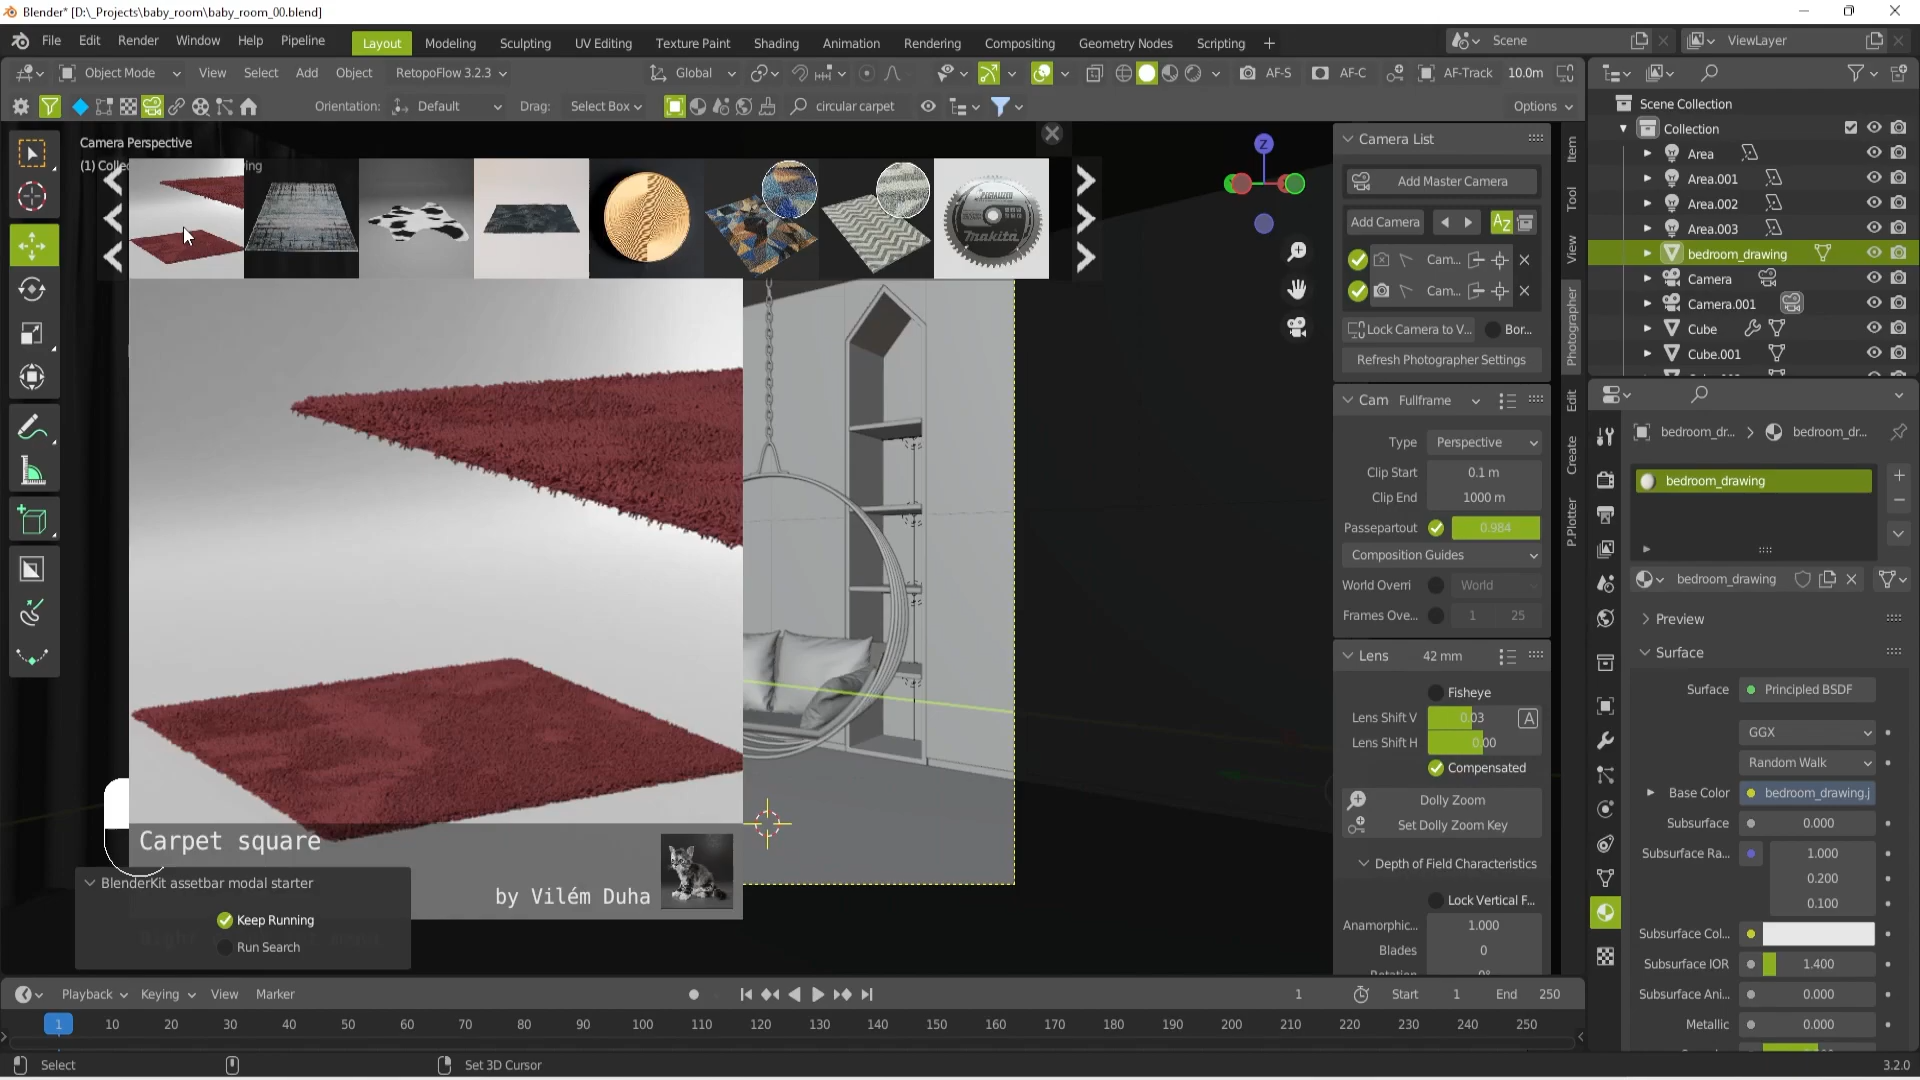 Blender* [D:\_Projects\baby_room\baby_room_00.blend]
File Edit Render Window Help Pipeline Layout Modeling Sculpting UV Editing Texture Paint Shading Animation Rendering Compositing Geometry Nodes Scripting + Scene ViewLayer
Object Mode View Select Add Object RetopoFlow 3.2.3 Global AF-S AF-C AF-Track 10.0m
Orientation: Default Drag: Select Box circular carpet Options
Camera Perspective
(1) Colle
ing
makita
Carpet square
by Vilém Duha
BlenderKit assetbar modal starter
Keep Running
Run Search
Z
Camera List
Add Master Camera
Add Camera AZ
Cam...
Cam...
Lock Camera to V... Bor...
Refresh Photographer Settings
Cam Fullframe
Type Perspective
Clip Start 0.1 m
Clip End 1000 m
Passepartout 0.984
Composition Guides
World Overri World
Frames Ove... 1 25
Lens 42 mm
Fisheye
Lens Shift V 0.03 A
Lens Shift H 0.00
Compensated
Dolly Zoom
Set Dolly Zoom Key
Depth of Field Characteristics
Lock Vertical F...
Anamorphic... 1.000
Blades 0
Item
Tool
View
Photographer
Edit
Create
P.Plotter
Scene Collection
Collection
Area
Area.001
Area.002
Area.003
bedroom_drawing
Camera
Camera.001
Cube
Cube.001
bedroom_dr... > bedroom_dr...
bedroom_drawing
bedroom_drawing
Preview
Surface
Surface Principled BSDF
GGX
Random Walk
Base Color bedroom_drawing.j
Subsurface 0.000
Subsurface Ra... 1.000
0.200
0.100
Subsurface Col...
Subsurface IOR 1.400
Subsurface Ani... 0.000
Metallic 0.000
Playback Keying View Marker 1 Start 1 End 250
1 10 20 30 40 50 60 70 80 90 100 110 120 130 140 150 160 170 180 190 200 210 220 230 240 250
Select Set 3D Cursor 3.2.0